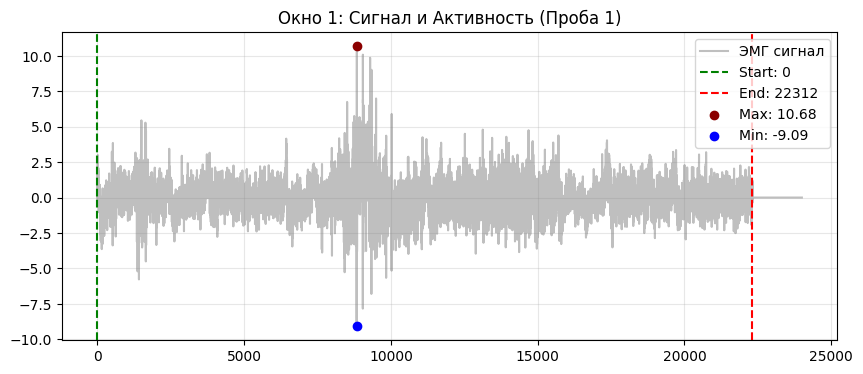 Окно 1: Сигнал и Активность (Проба 1)
ЭМГ сигнал
Start: 0
End: 22312
Max: 10.68
Min: -9.09
10.0
7.5
5.0
2.5
0.0
−2.5
−5.0
−7.5
−10.0
0 5000 10000 15000 20000 25000